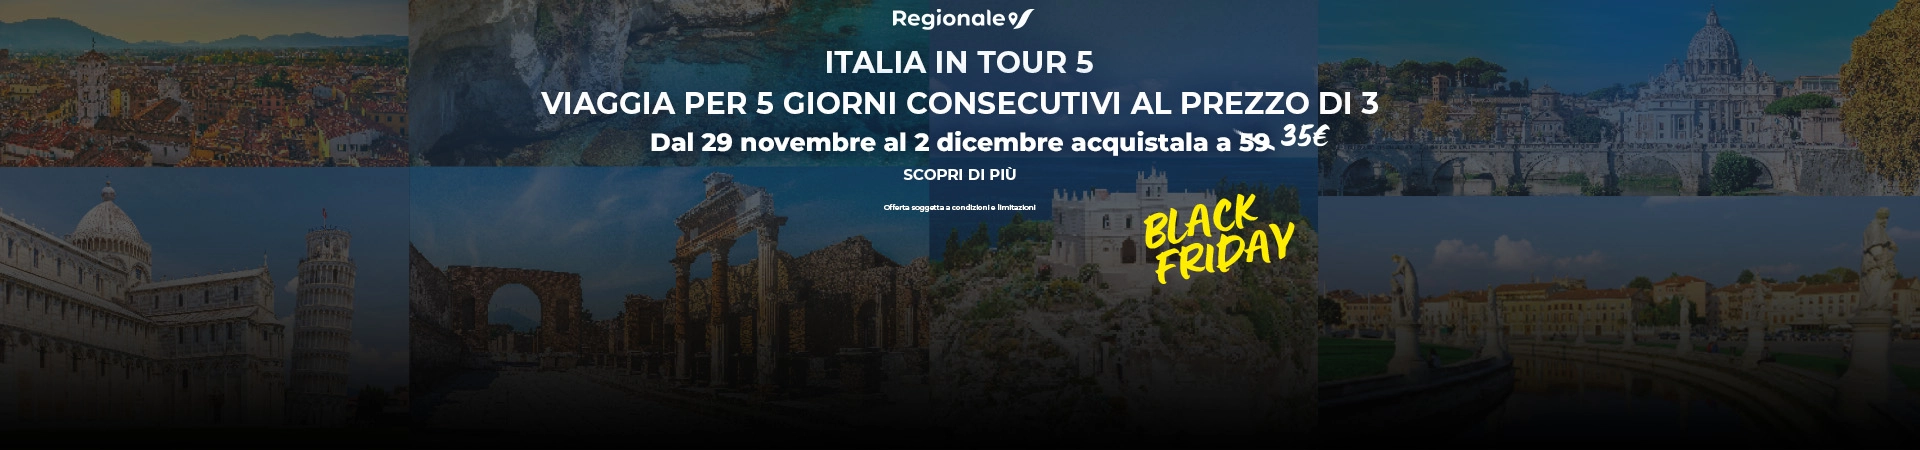 Regionale
ITALIA IN TOUR 5
VIAGGIA PER 5 GIORNI CONSECUTIVI AL PREZZO DI 3
Dal 29 novembre al 2 dicembre acquistala a 59 35€
SCOPRI DI PIÙ
Offerta soggetta a condizioni e limitazioni
BLACK
FRIDAY